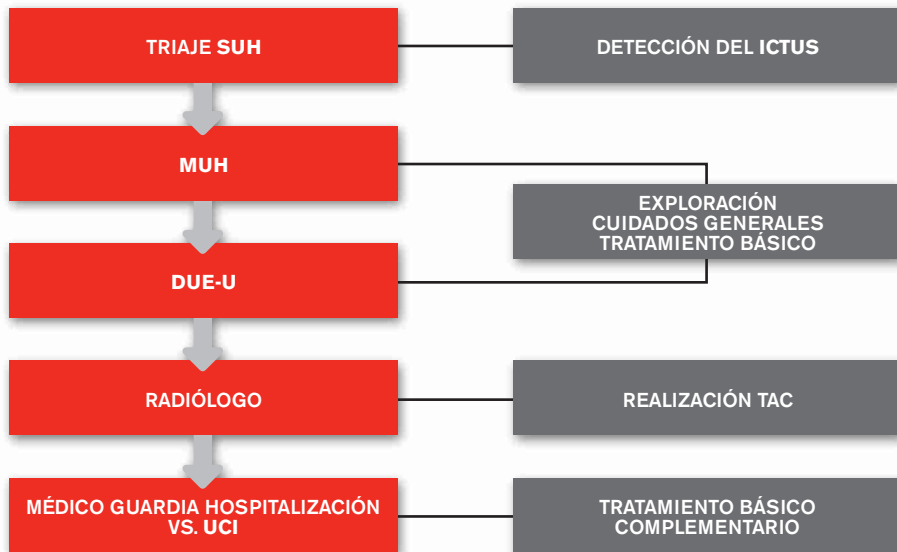 TRIAJE SUH
DETECCIÓN DEL ICTUS
MUH
EXPLORACIÓN
CUIDADOS GENERALES
TRATAMIENTO BÁSICO
DUE-U
RADIÓLOGO
REALIZACIÓN TAC
MÉDICO GUARDIA HOSPITALIZACIÓN
VS. UCI
TRATAMIENTO BÁSICO
COMPLEMENTARIO